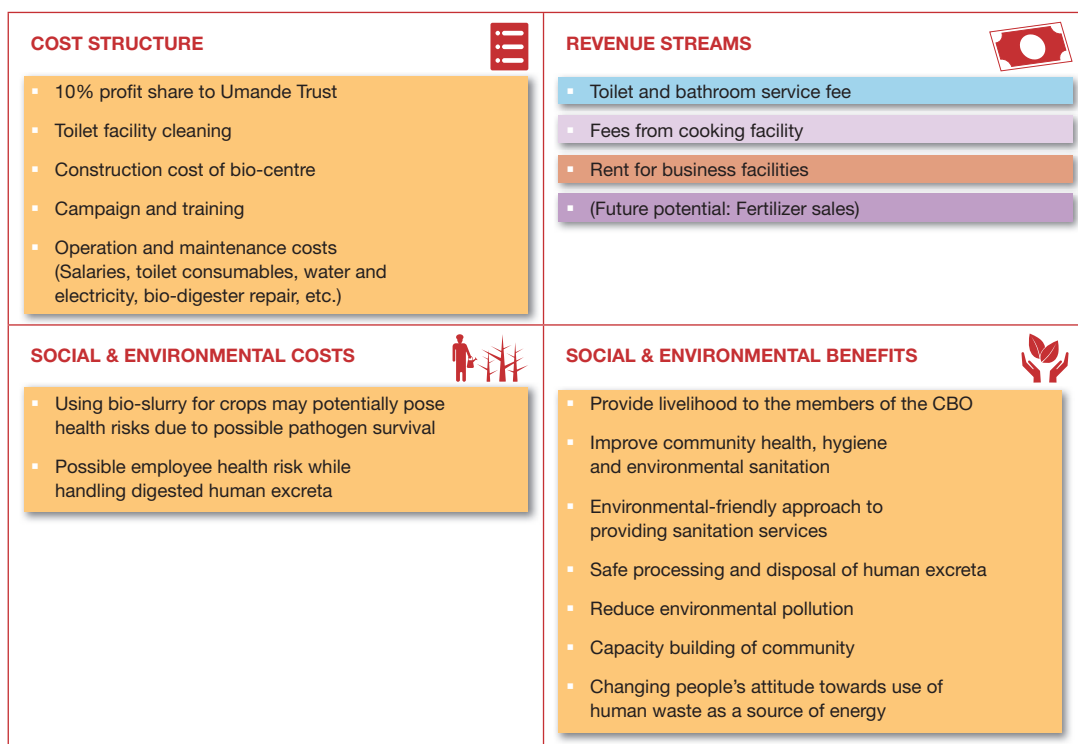 COST STRUCTURE
10% profit share to Umande Trust
Toilet facility cleaning
Construction cost of bio-centre
Campaign and training
Operation and maintenance costs
(Salaries, toilet consumables, water and
electricity, bio-digester repair, etc.)
REVENUE STREAMS
Toilet and bathroom service fee
Fees from cooking facility
Rent for business facilities
(Future potential: Fertilizer sales)
SOCIAL & ENVIRONMENTAL COSTS
Using bio-slurry for crops may potentially pose
health risks due to possible pathogen survival
Possible employee health risk while
handling digested human excreta
SOCIAL & ENVIRONMENTAL BENEFITS
Provide livelihood to the members of the CBO
Improve community health, hygiene
and environmental sanitation
Environmental-friendly approach to
providing sanitation services
Safe processing and disposal of human excreta
Reduce environmental pollution
Capacity building of community
Changing people’s attitude towards use of
human waste as a source of energy